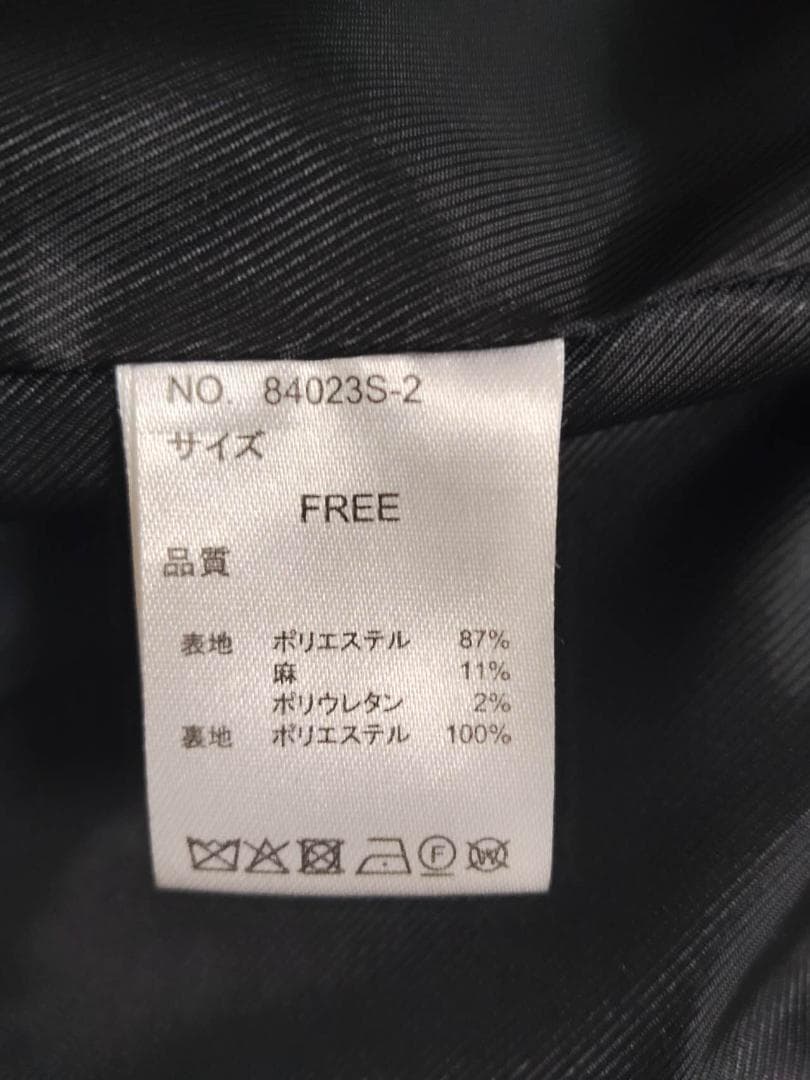 NO. 84023S-2
サイズ
FREE
品質
表地 ポリエステル 87%
麻 11%
ポリウレタン 2%
裏地 ポリエステル 100%
F W